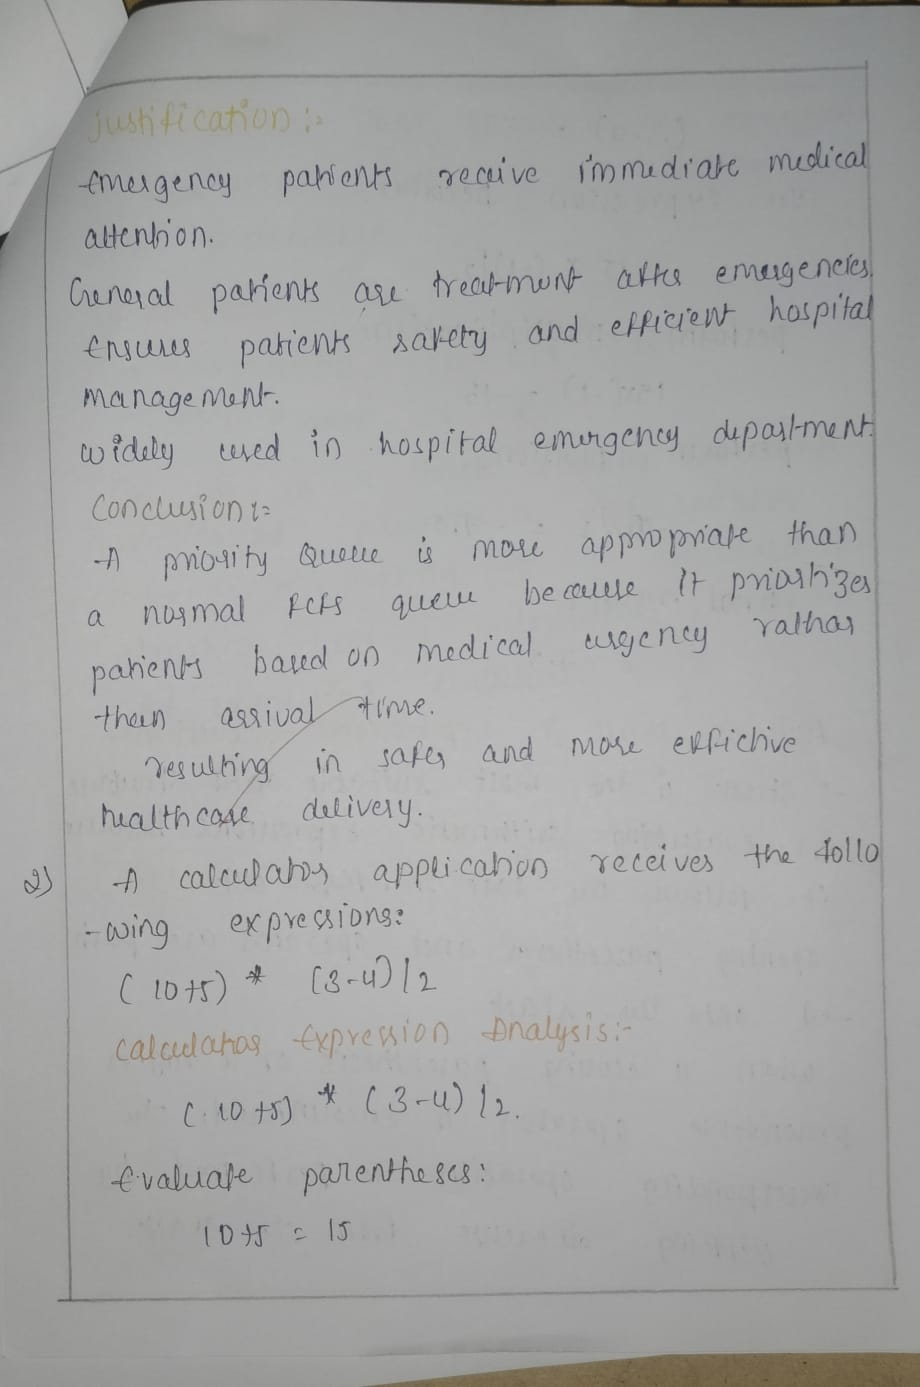 justification :-
Emergency patients receive immediate medical
attention.
General patients are treatment after emergencies.
Ensures patients safety and efficient hospital
management.
widely used in hospital emergency department.
Conclusion :-
A priority Queue is more appropriate than
a normal FCFS queue because it priorhizes
patients based on medical urgency rathar
than arrival time.
resulting in safer and more effichive
healthcare delivery.
2) A calculator application receives the follo
-wing expressions:
(10+5) * (3-4)/2
calculator Expression Analysis :-
(10+5) * (3-4)/2.
Evaluate parentheses:
10+5 = 15